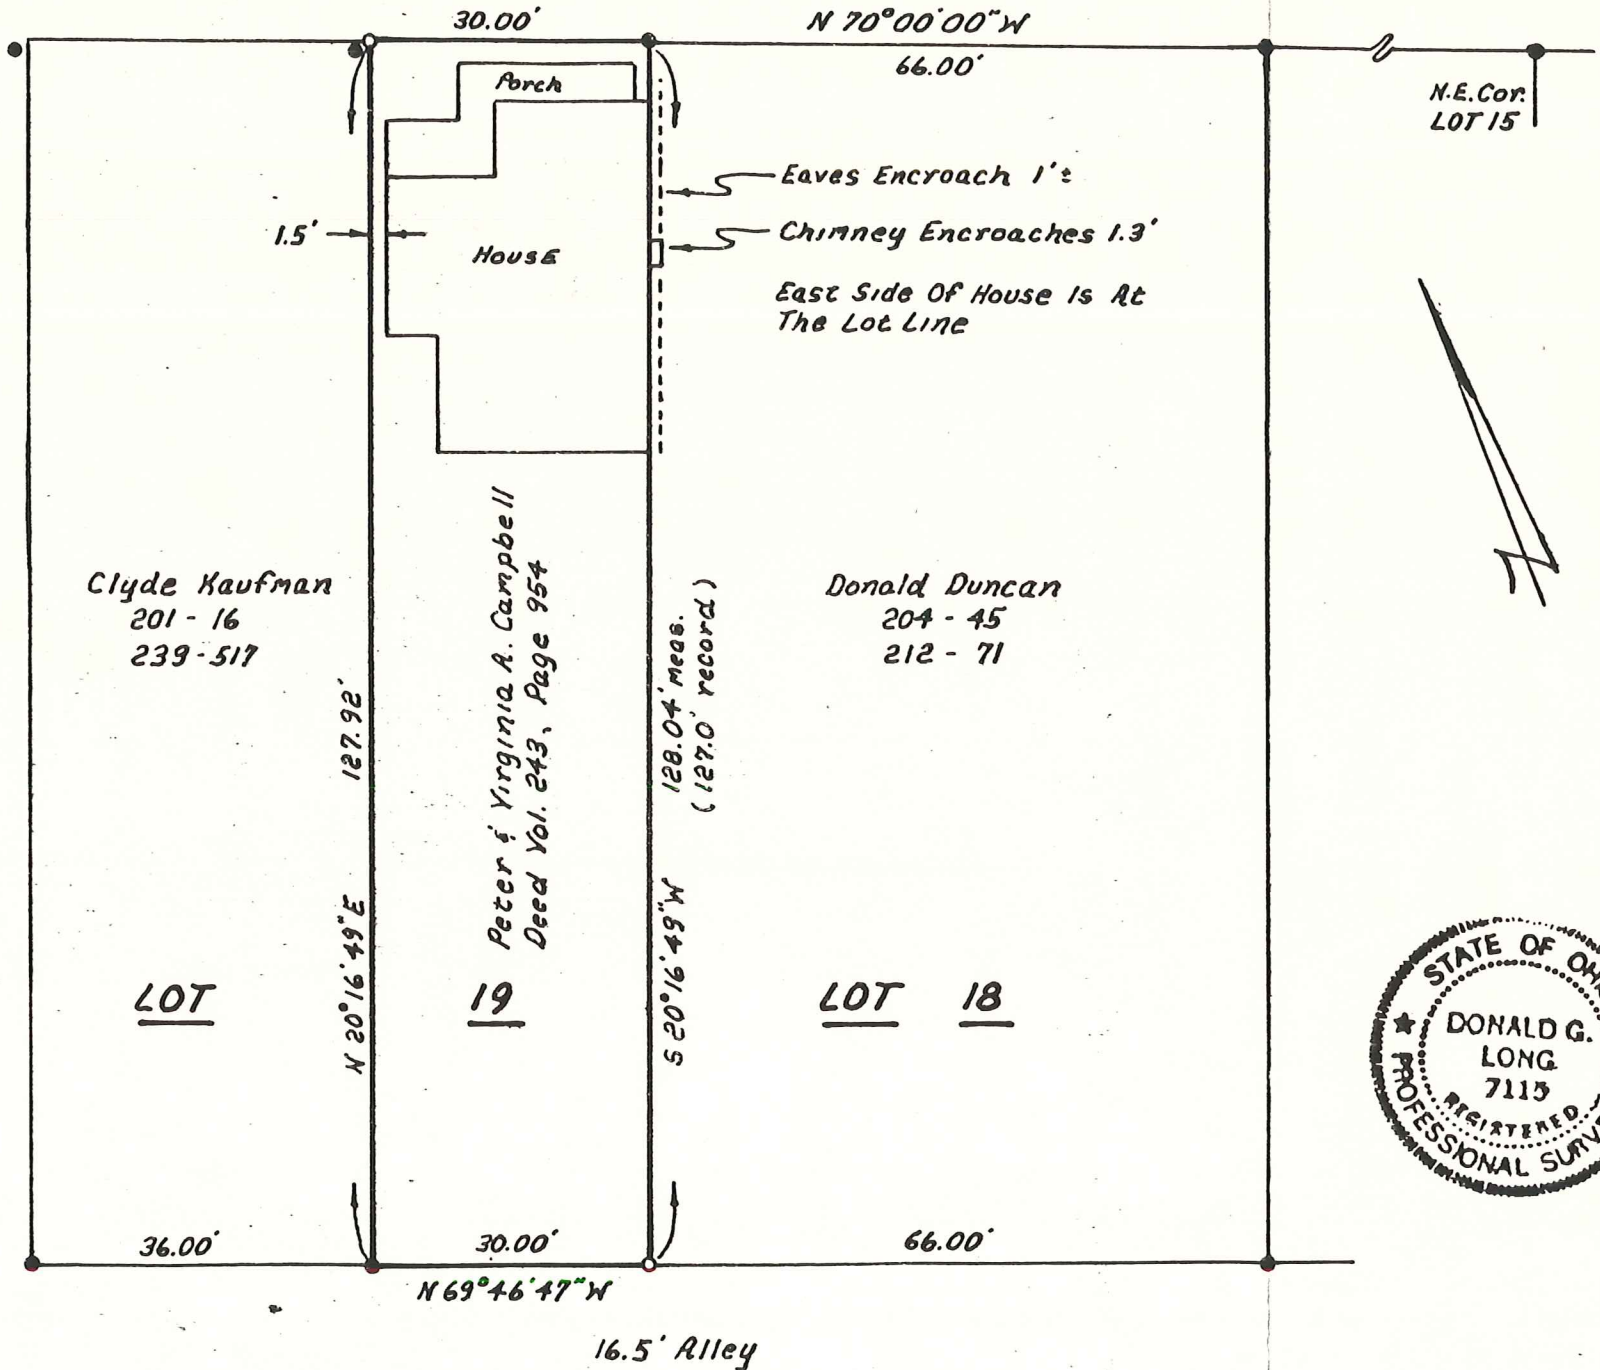 30.00'
N 70°00'00"W
66.00'
N.E. Cor.
LOT 15
Porch
Eaves Encroach 1'±
1.5'
House
Chimney Encroaches 1.3'
East Side Of House Is At
The Lot Line
Clyde Kaufman
201 - 16
239-517
Peter & Virginia A. Campbell
Deed Vol. 243, Page 954
Donald Duncan
204 - 45
212 - 71
127.92'
N 20°16'49"E
128.04' meas.
(127.0' record)
S 20°16'49"W
LOT 19
LOT 18
STATE OF
DONALD G.
LONG
7115
REGISTERED
PROFESSIONAL
36.00'
30.00'
66.00'
N 69°46'47"W
16.5' Alley